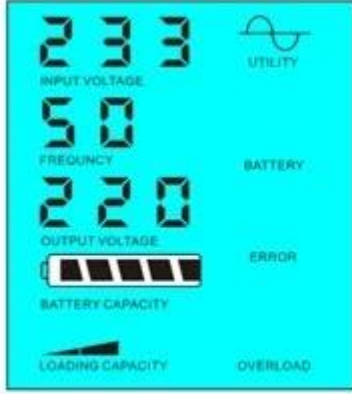 233
INPUT VOLTAGE
UTILITY
50
FREQUNCY
BATTERY
220
OUTPUT VOLTAGE
ERROR
BATTERY CAPACITY
LOADING CAPACITY
OVERLOAD